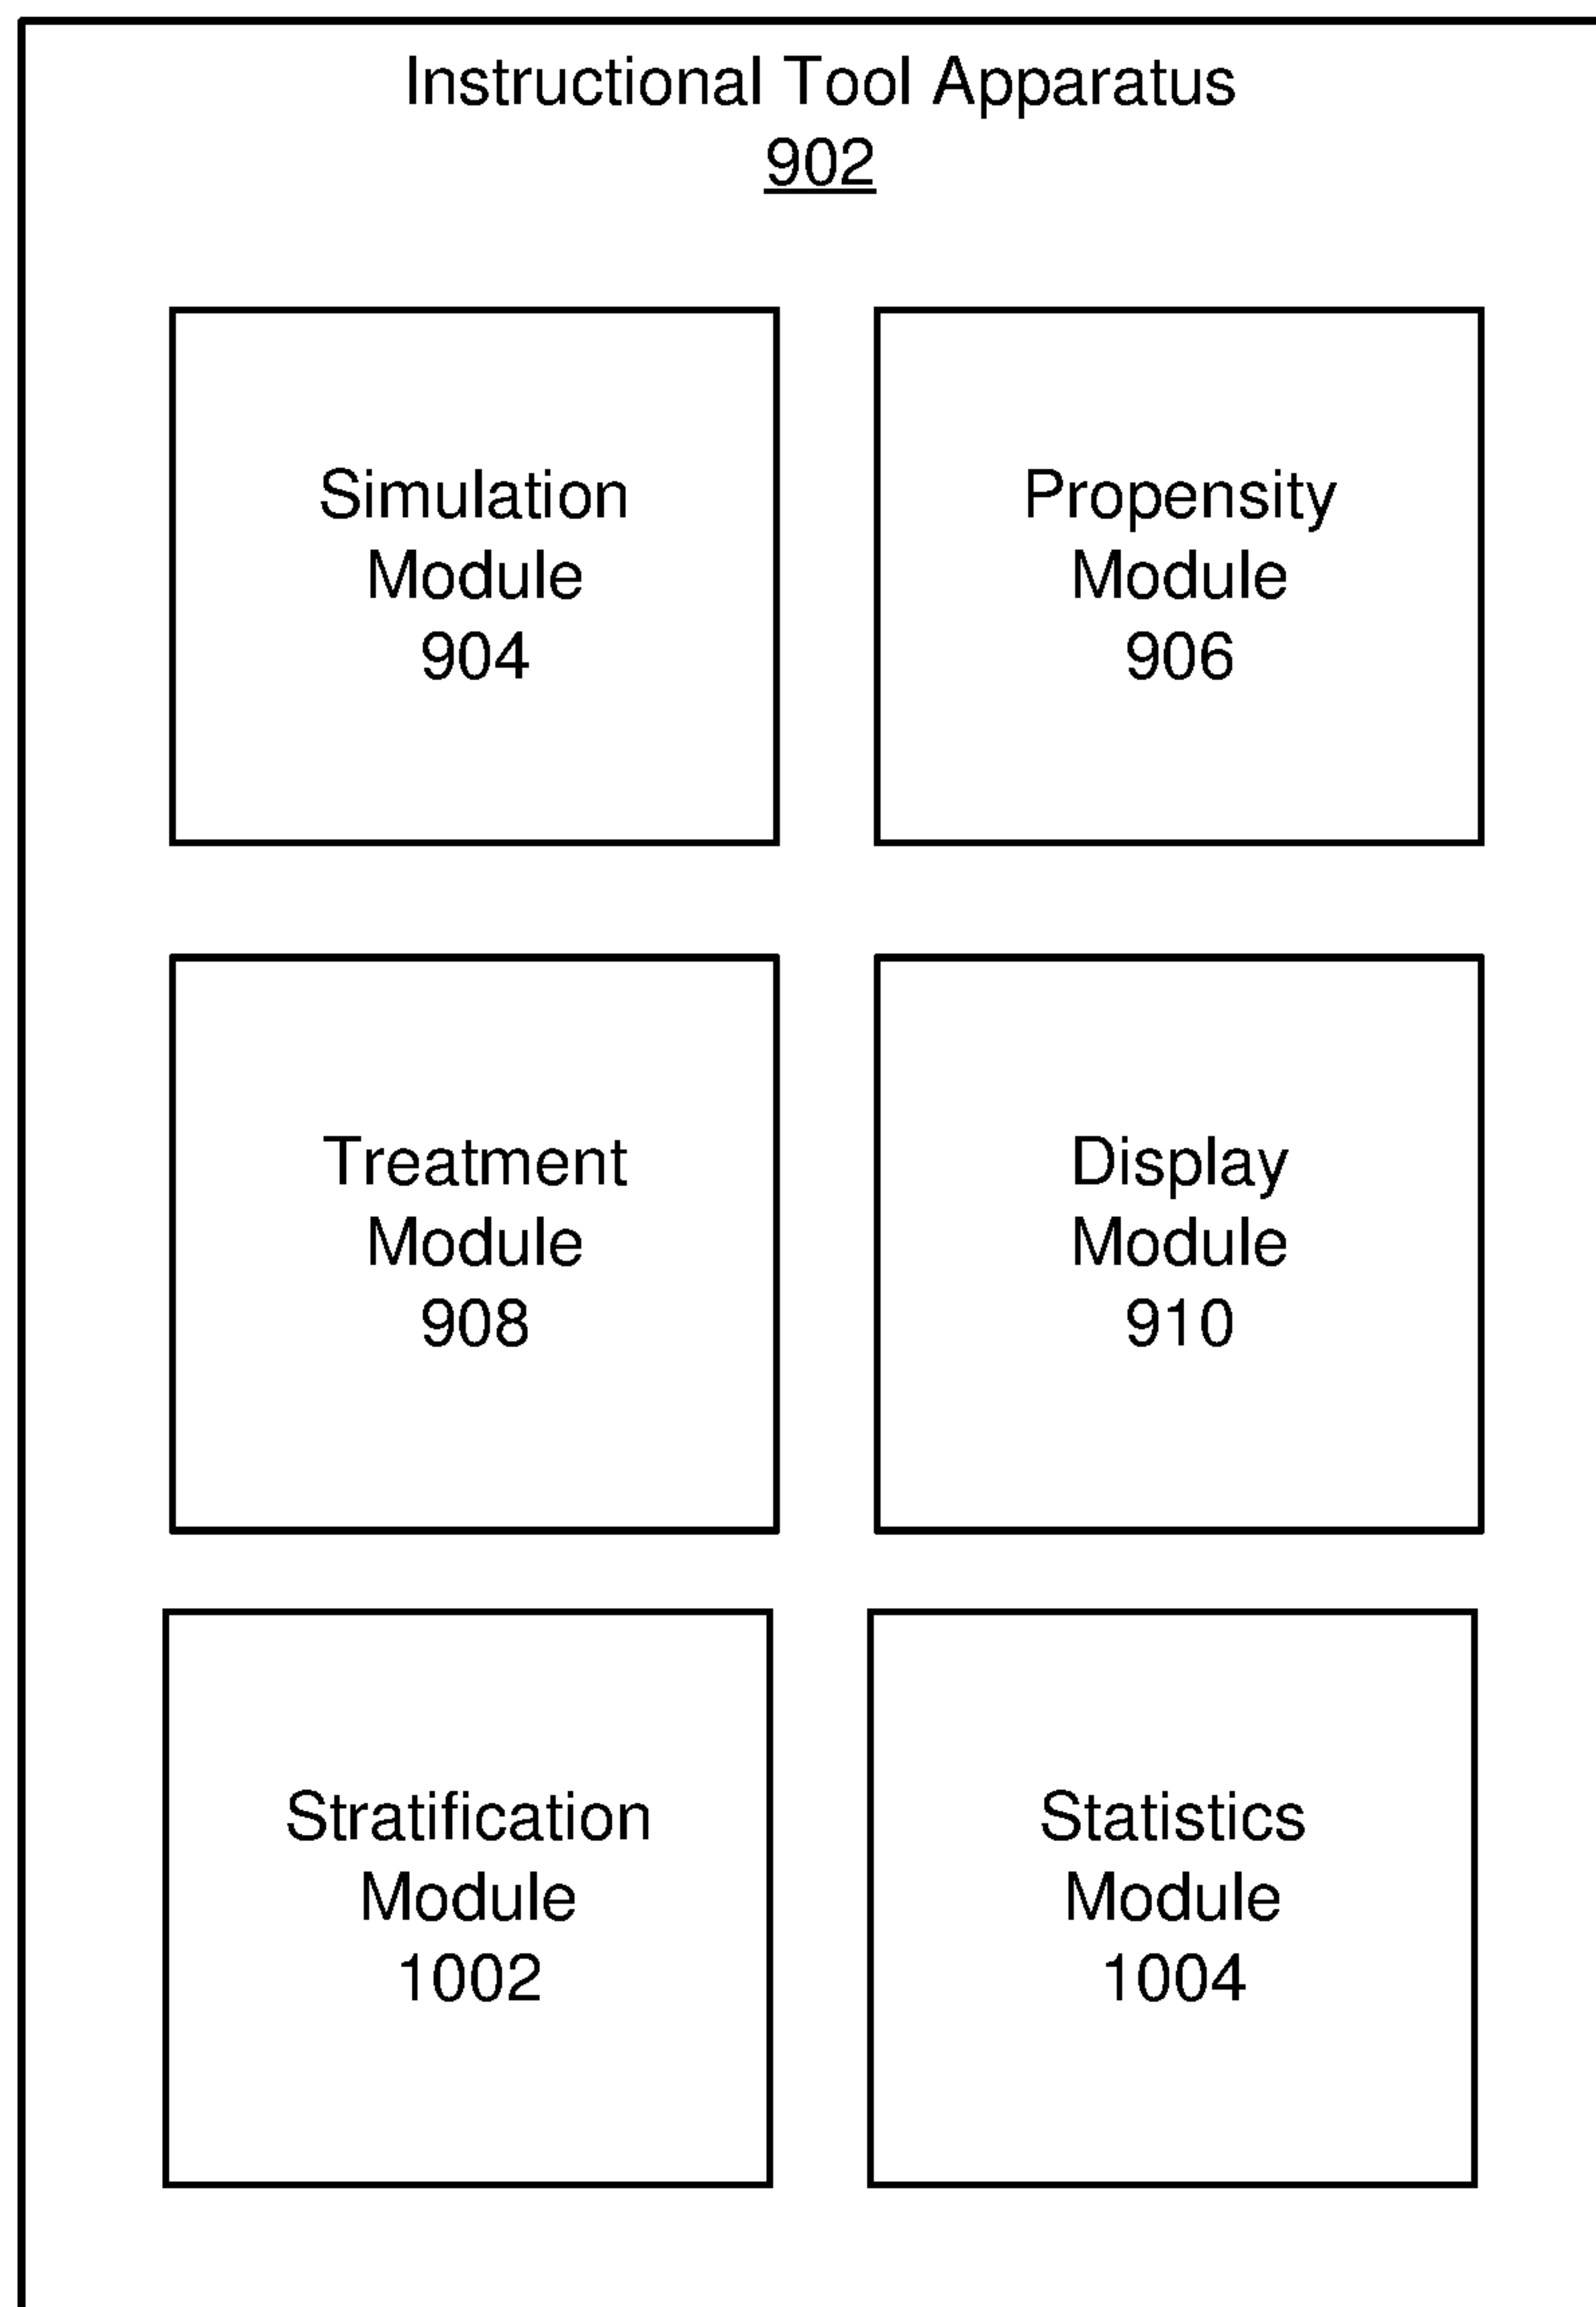 Instructional Tool Apparatus
902
Simulation
Module
904
Propensity
Module
906
Treatment
Module
908
Display
Module
910
Stratification
Module
1002
Statistics
Module
1004